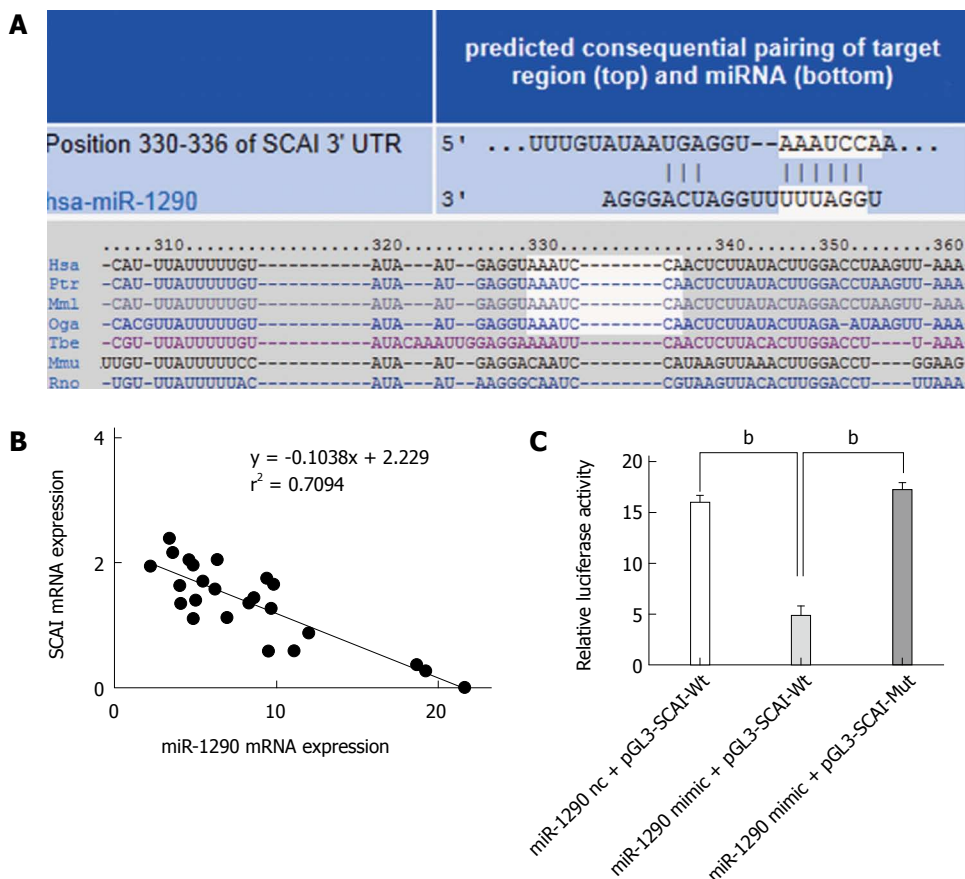 A
predicted consequential pairing of target
region (top) and miRNA (bottom)
Position 330-336 of SCAI 3' UTR
5' ...UUUGUAUAAUGAGGU--AAAUCCAA...
hsa-miR-1290
3' AGGGACUAGGUUUUUAGGU
.....310................320............330...............340........350........360
Hsa -CAU-UUAUUUUUGU----------AUA---AU-GAGGUAAAUC--------CAACUCUUAUACUUGGACCUAAGUU-AAA
Ptr -CAU-UUAUUUUUGU----------AUA---AU-GAGGUAAAUC--------CAACUCUUAUACUUGGACCUAAGUU-AAA
Mml -CAU-UUAUUUUUGU----------AUA---AU-GAGGUAAAUC--------CAACUCUUAUACUAGGACCUAAGUU-AAA
Oga -CACGUUAUUUUUGU----------AUA---AU-GAGGUAAAUC--------CAACUCUUAUACUUAGA-AUAAGUU-AAA
Tbe -CGU-UUAUUUUUGU----------AUACAAAUUGGAGGAAAAUU--------CAACUCUUACACUUGGACCU----U-AAA
Mmu UUGU-UUAUUUUUCC----------AUA---AU-GAGGACAAUC--------CAUAAGUUAAACUUGGACCU----GGAAG
Rno -UGU-UUAUUUUUAC----------AUA---AU-AAGGGCAAUC--------CGUAAGUUACACUUGGACCU----UUAAA
B
4
2
0
SCAI mRNA expression
y = -0.1038x + 2.229
r² = 0.7094
0 10 20
miR-1290 mRNA expression
C
b b
20
15
10
5
0
Relative luciferase activity
miR-1290 nc + pGL3-SCAI-Wt
miR-1290 mimic + pGL3-SCAI-Wt
miR-1290 mimic + pGL3-SCAI-Mut